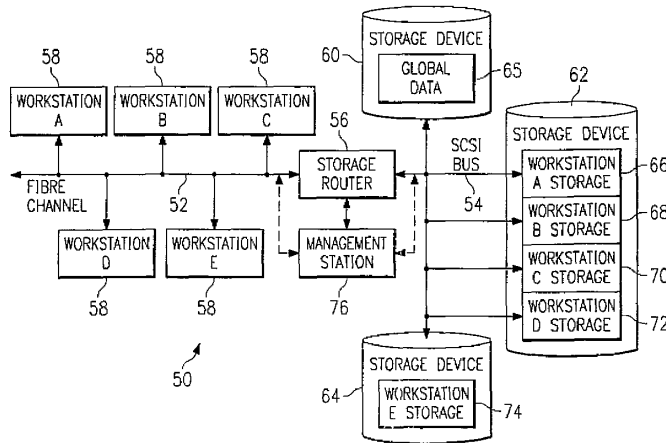 58
WORKSTATION
A
58
WORKSTATION
B
58
WORKSTATION
C
60
STORAGE DEVICE
GLOBAL
DATA
65
56
STORAGE
ROUTER
SCSI
BUS
54
62
STORAGE DEVICE
WORKSTATION
A STORAGE
66
WORKSTATION
B STORAGE
68
WORKSTATION
C STORAGE
70
WORKSTATION
D STORAGE
72
FIBRE
CHANNEL
52
WORKSTATION
D
58
WORKSTATION
E
58
MANAGEMENT
STATION
76
50
64
STORAGE DEVICE
WORKSTATION
E STORAGE
74